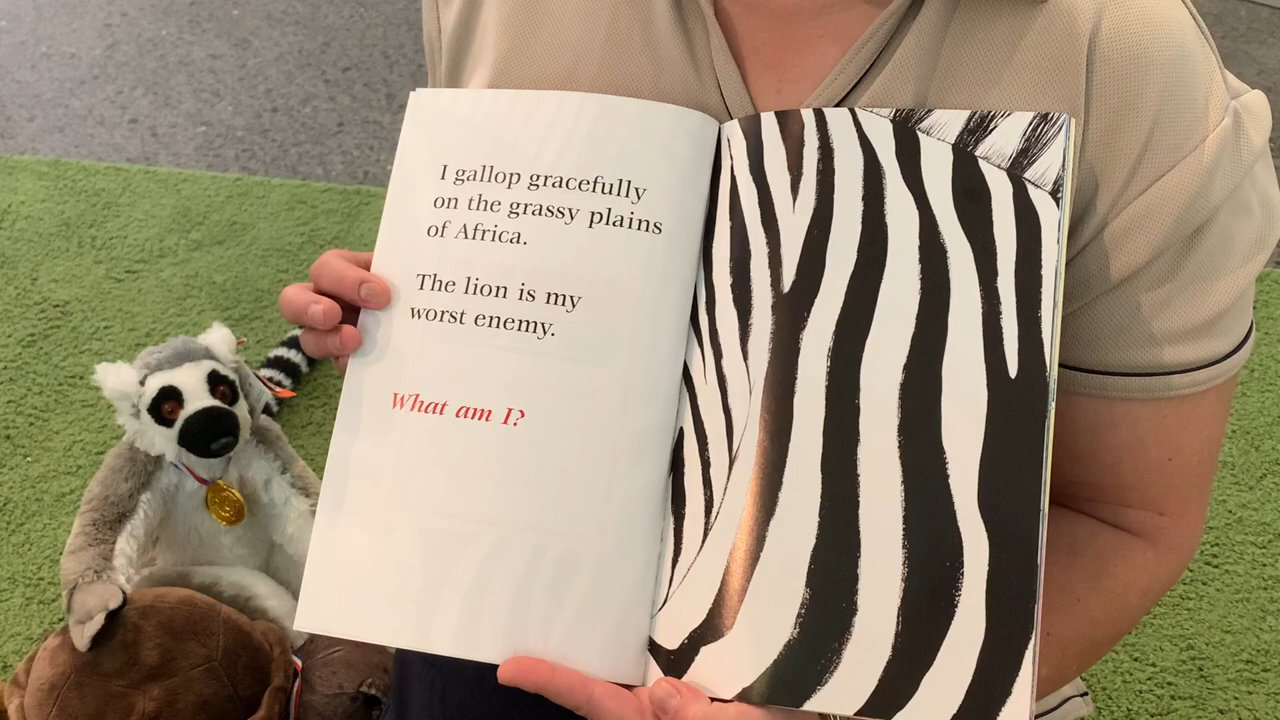 I gallop gracefully
on the grassy plains
of Africa.
The lion is my
worst enemy.
What am I?